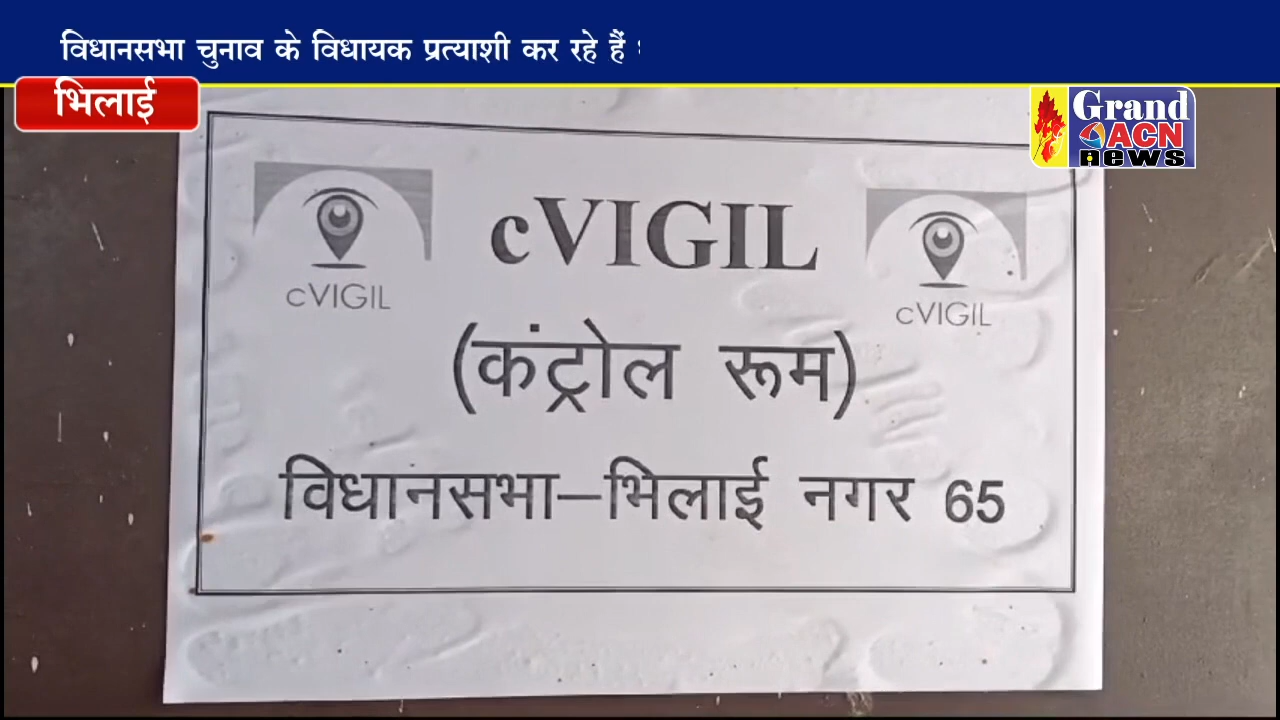 विधानसभा चुनाव के विधायक प्रत्याशी कर रहे हैं
भिलाई
Grand
ACN
news
cVIGIL
cVIGIL
cVIGIL
(कंट्रोल रूम)
विधानसभा–भिलाई नगर 65